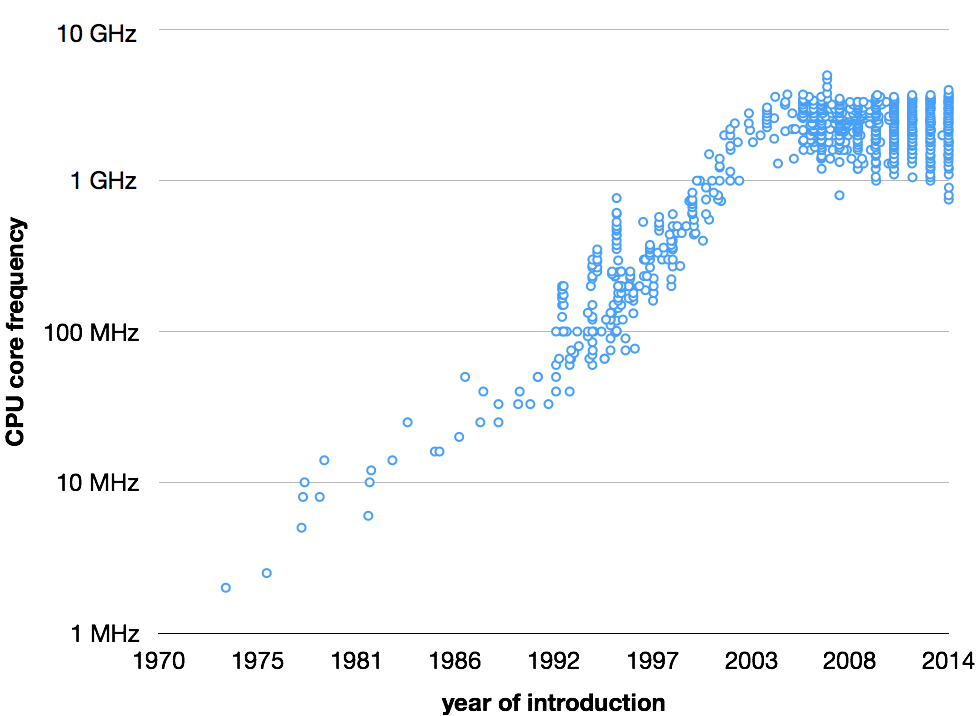 10 GHz
1 GHz
100 MHz
10 MHz
1 MHz
CPU core frequency
1970 1975 1981 1986 1992 1997 2003 2008 2014
year of introduction